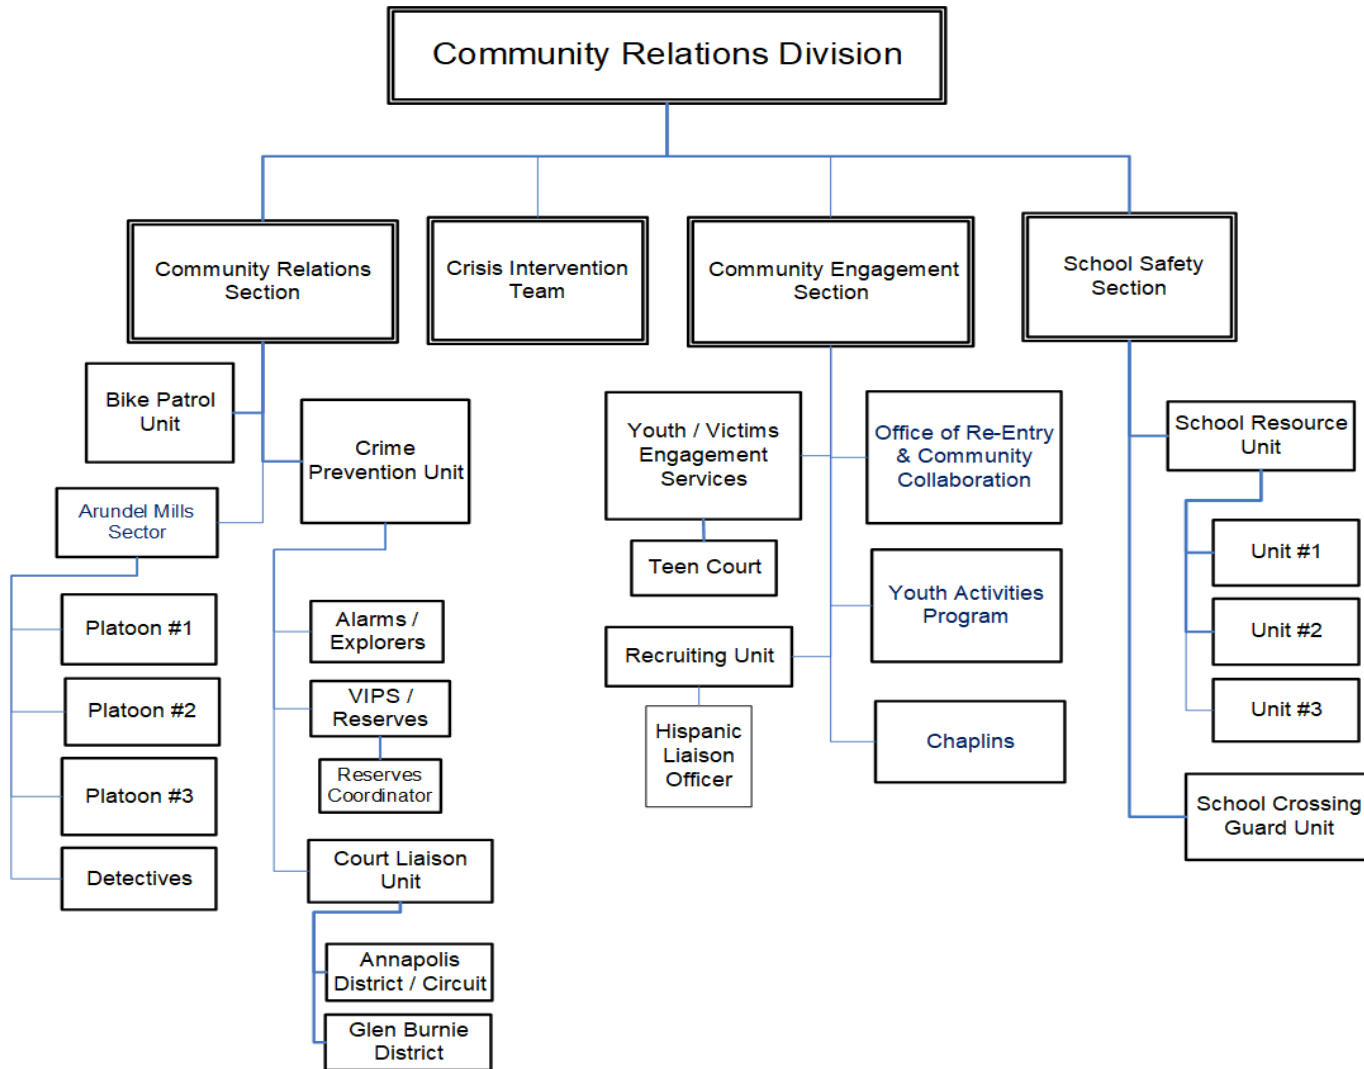 Community Relations Division
Community Relations
Section
Crisis Intervention
Team
Community Engagement
Section
School Safety
Section
Bike Patrol
Unit
Crime
Prevention Unit
Arundel Mills
Sector
Platoon #1
Platoon #2
Platoon #3
Detectives
Alarms /
Explorers
VIPS /
Reserves
Reserves
Coordinator
Court Liaison
Unit
Annapolis
District / Circuit
Glen Burnie
District
Youth / Victims
Engagement
Services
Teen Court
Recruiting Unit
Hispanic
Liaison
Officer
Office of Re-Entry
& Community
Collaboration
Youth Activities
Program
Chaplins
School Resource
Unit
Unit #1
Unit #2
Unit #3
School Crossing
Guard Unit